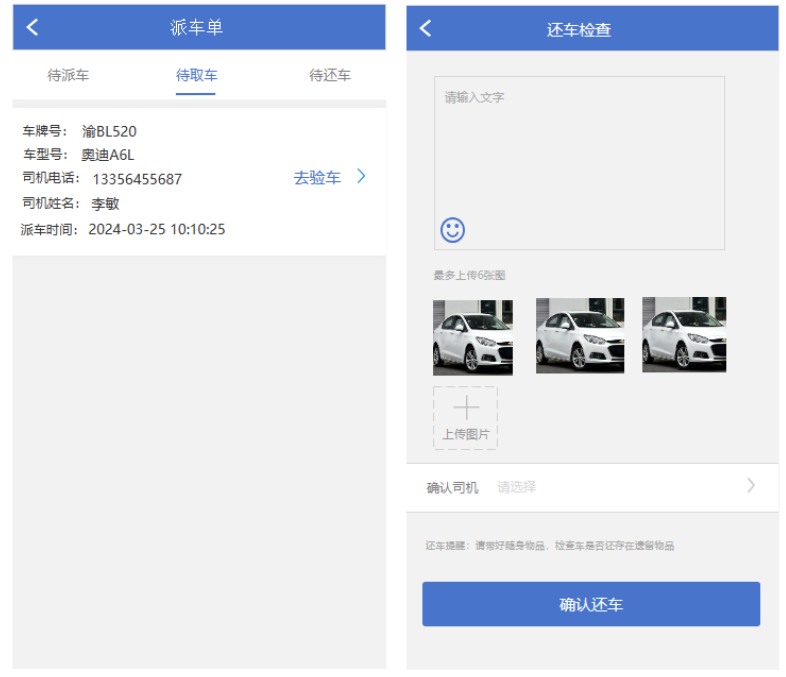 派车单
待派车 待取车 待还车
车牌号： 渝BL520
车型号： 奥迪A6L
司机电话： 13356455687
去验车
司机姓名： 李敏
派车时间： 2024-03-25 10:10:25
还车检查
请输入文字
最多上传6张图
上传图片
确认司机 请选择
还车提醒：请带好随身物品，检查车是否还存在遗留物品
确认还车